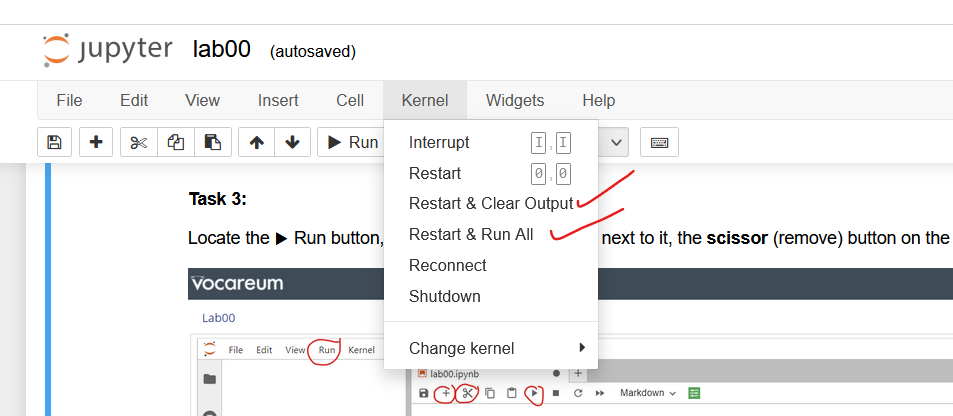 jupyter lab00 (autosaved)
File Edit View Insert Cell Kernel Widgets Help
Run
Interrupt I,I
Restart 0,0
Restart & Clear Output
Restart & Run All
Reconnect
Shutdown
Change kernel
Task 3:
Locate the ▶ Run button, next to it, the scissor (remove) button on the
vocareum
Lab00
File Edit View Run Kernel
lab00.ipynb
Markdown